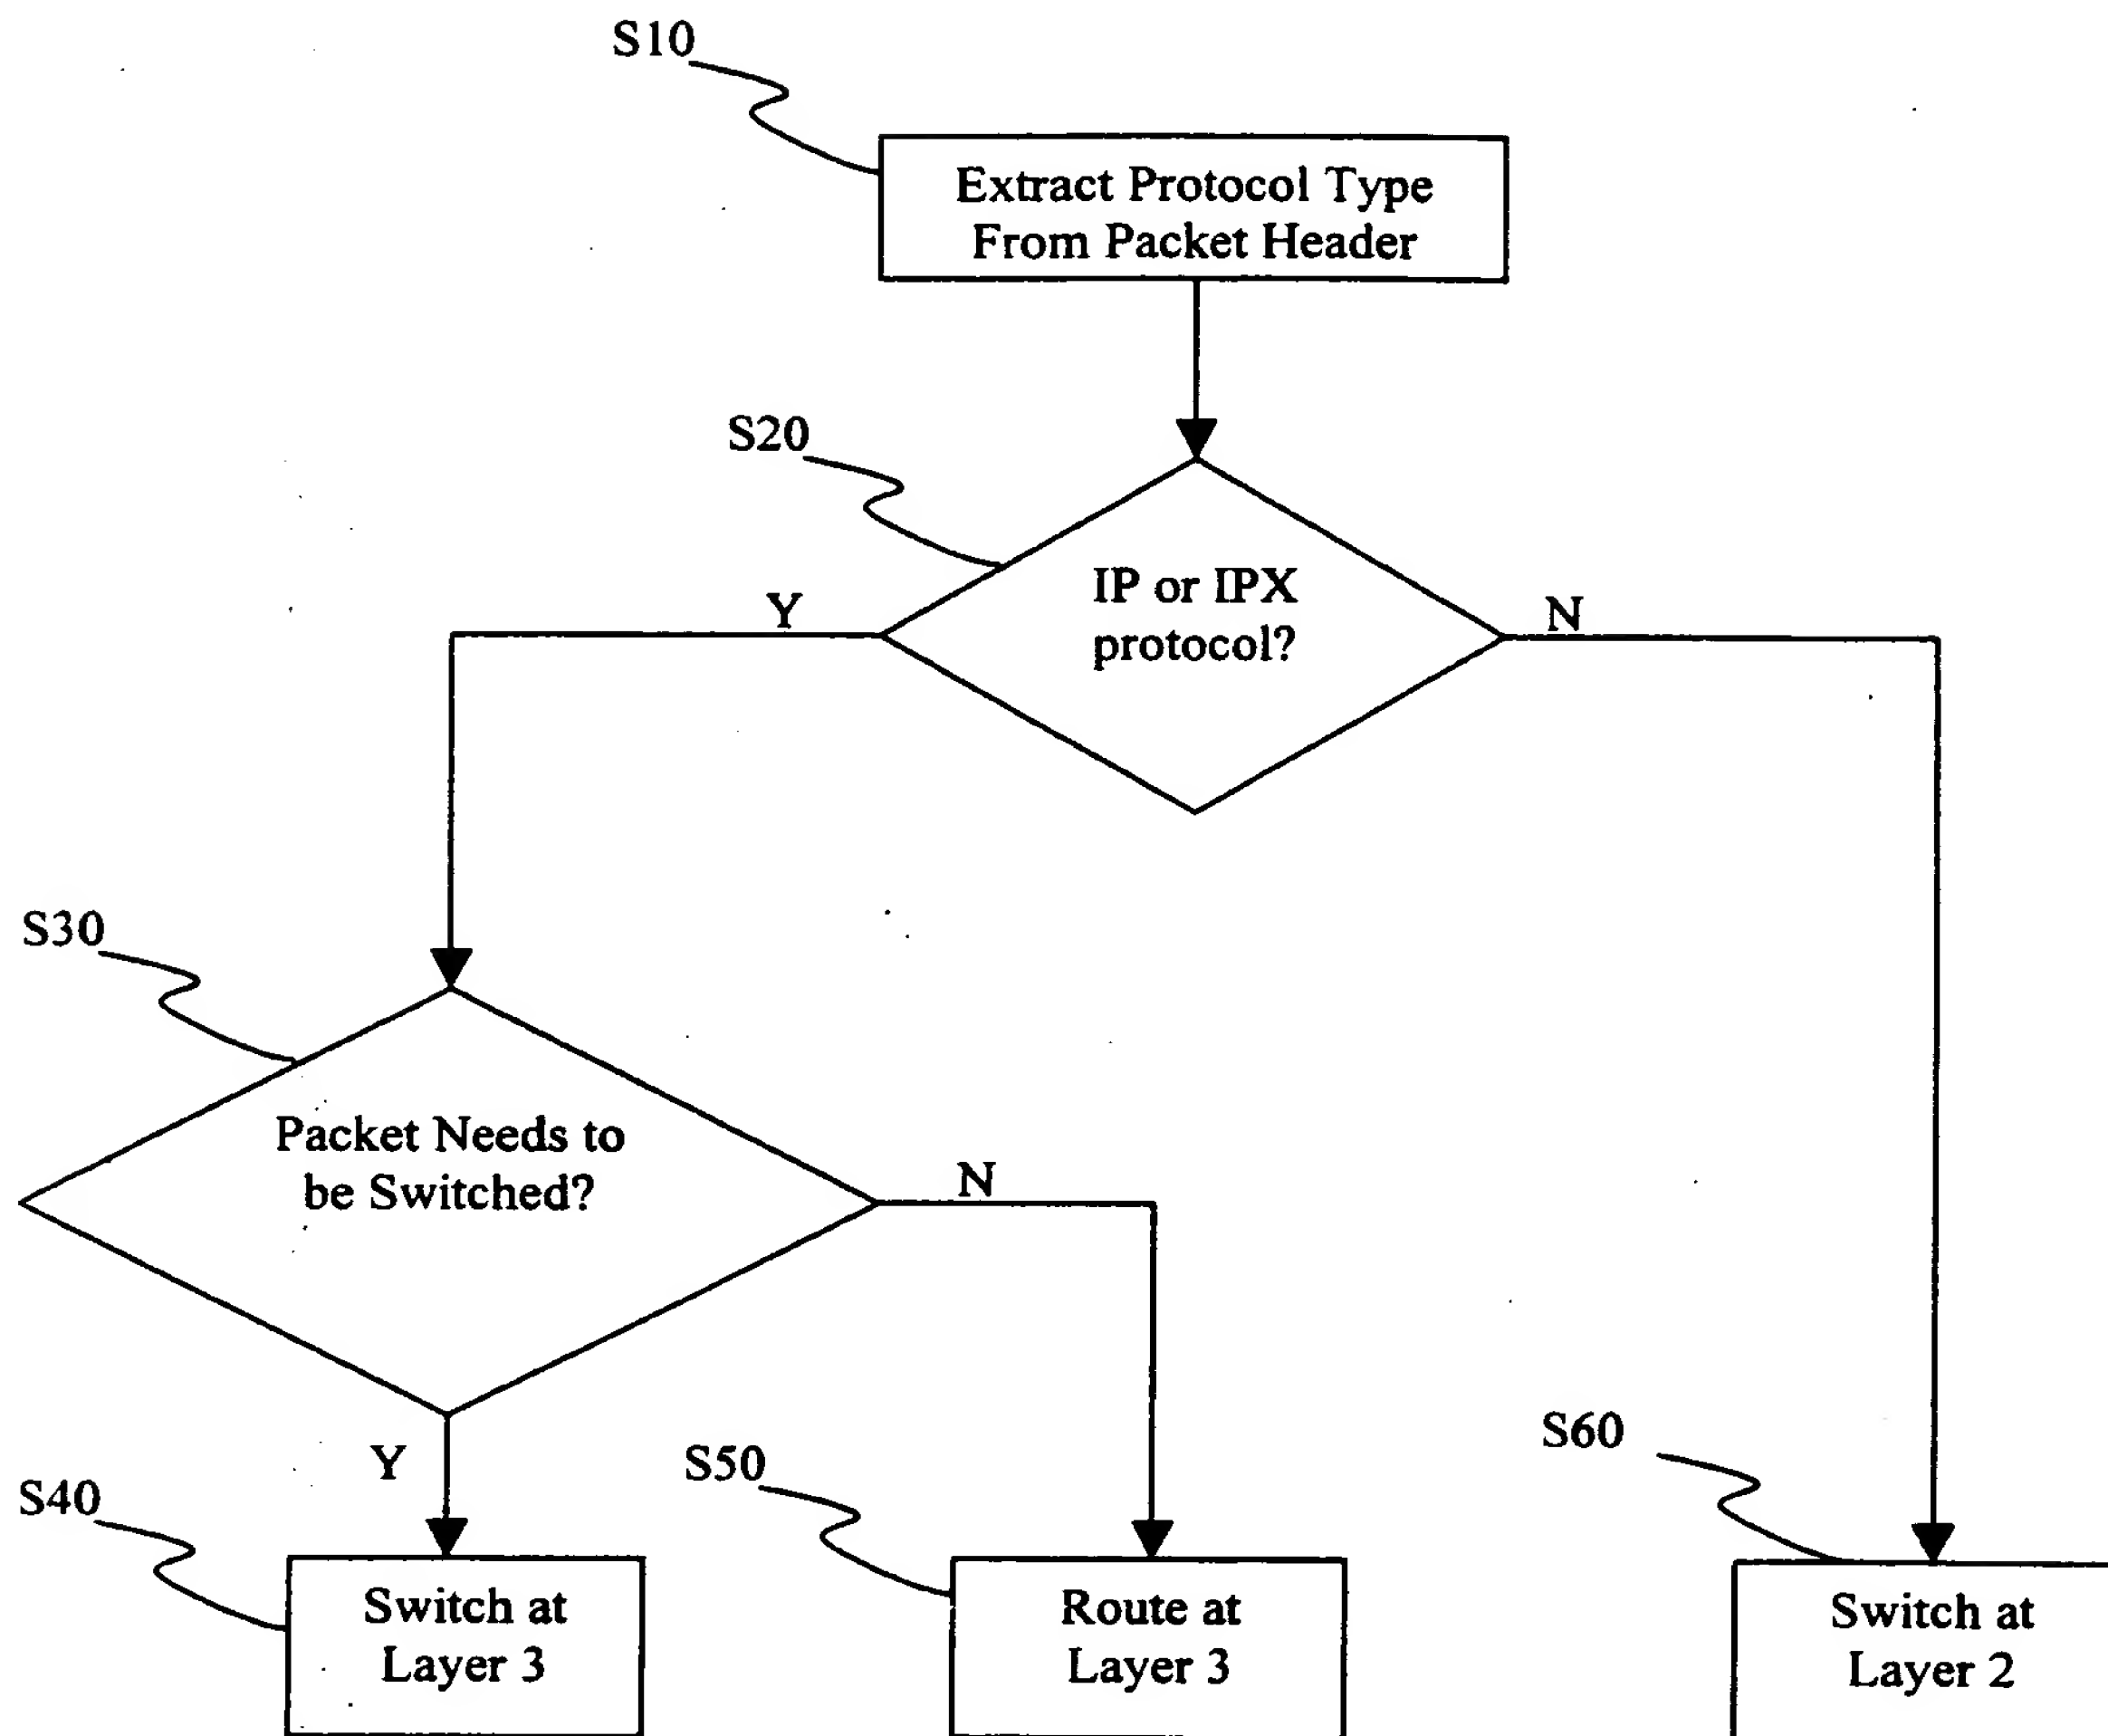 S10
Extract Protocol Type
From Packet Header
S20
IP or IPX
protocol?
Y
N
S30
Packet Needs to
be Switched?
N
Y
S40
Switch at
Layer 3
S50
Route at
Layer 3
S60
Switch at
Layer 2